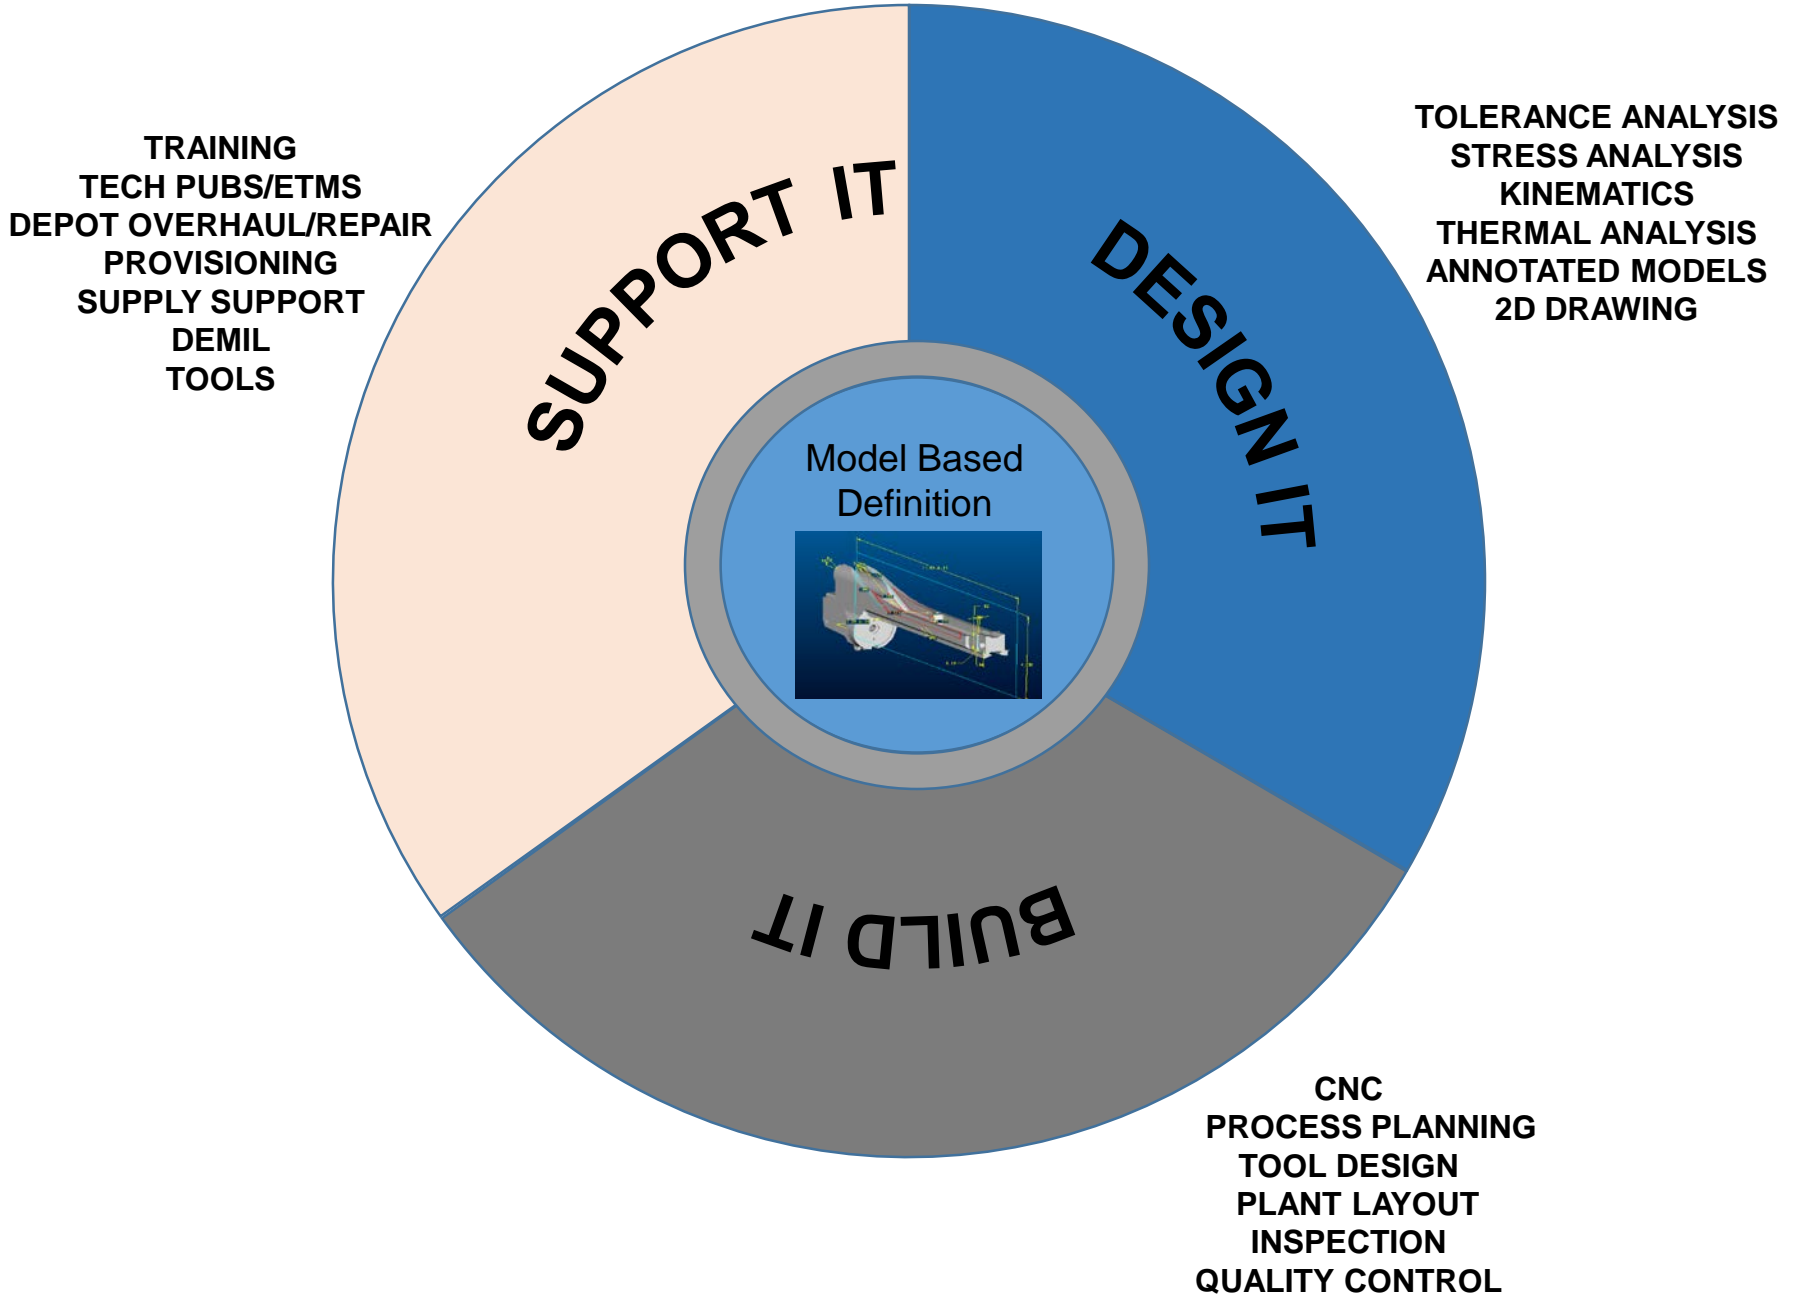 TRAINING
TECH PUBS/ETMS
DEPOT OVERHAUL/REPAIR
PROVISIONING
SUPPLY SUPPORT
DEMIL
TOOLS
SUPPORT IT
DESIGN IT
TOLERANCE ANALYSIS
STRESS ANALYSIS
KINEMATICS
THERMAL ANALYSIS
ANNOTATED MODELS
2D DRAWING
Model Based
Definition
BUILD IT
CNC
PROCESS PLANNING
TOOL DESIGN
PLANT LAYOUT
INSPECTION
QUALITY CONTROL